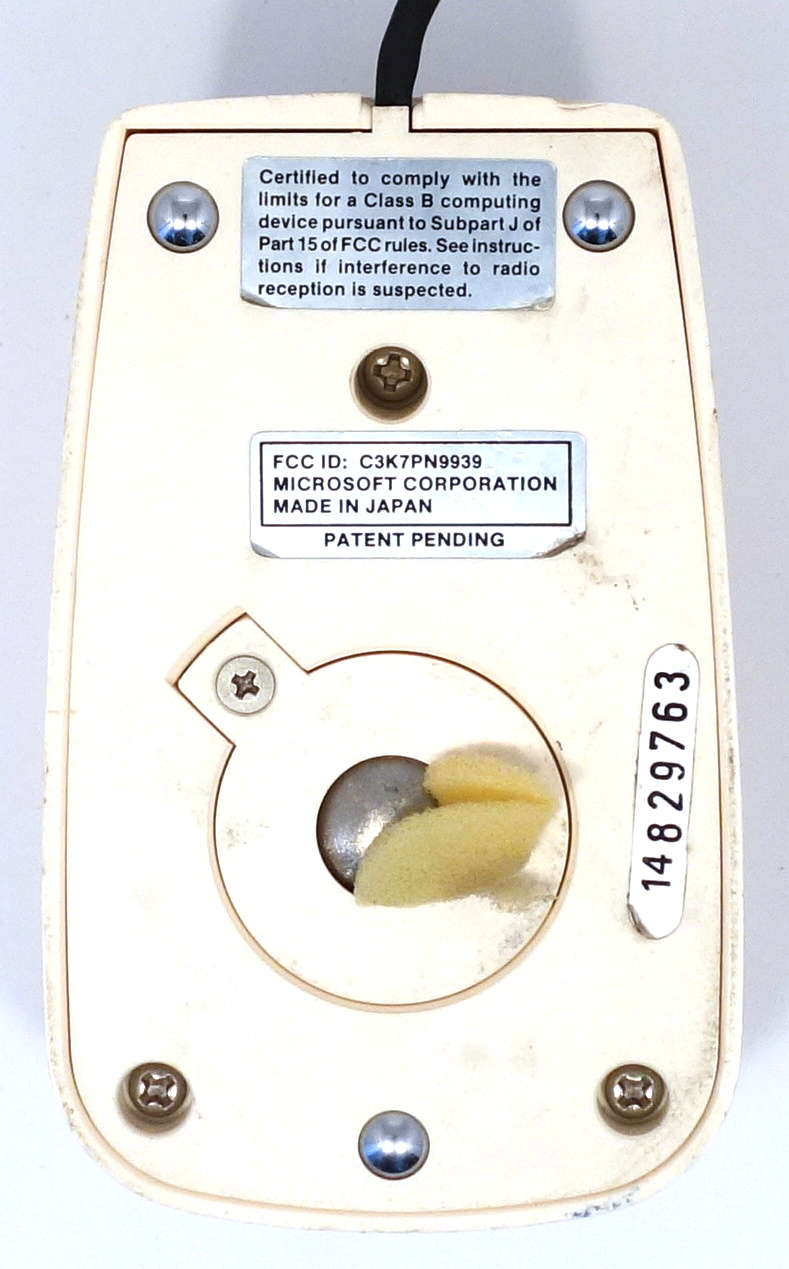 Certified to comply with the
limits for a Class B computing
device pursuant to Subpart J of
Part 15 of FCC rules. See instruc-
tions if interference to radio
reception is suspected.
FCC ID: C3K7PN9939
MICROSOFT CORPORATION
MADE IN JAPAN
PATENT PENDING
14829763